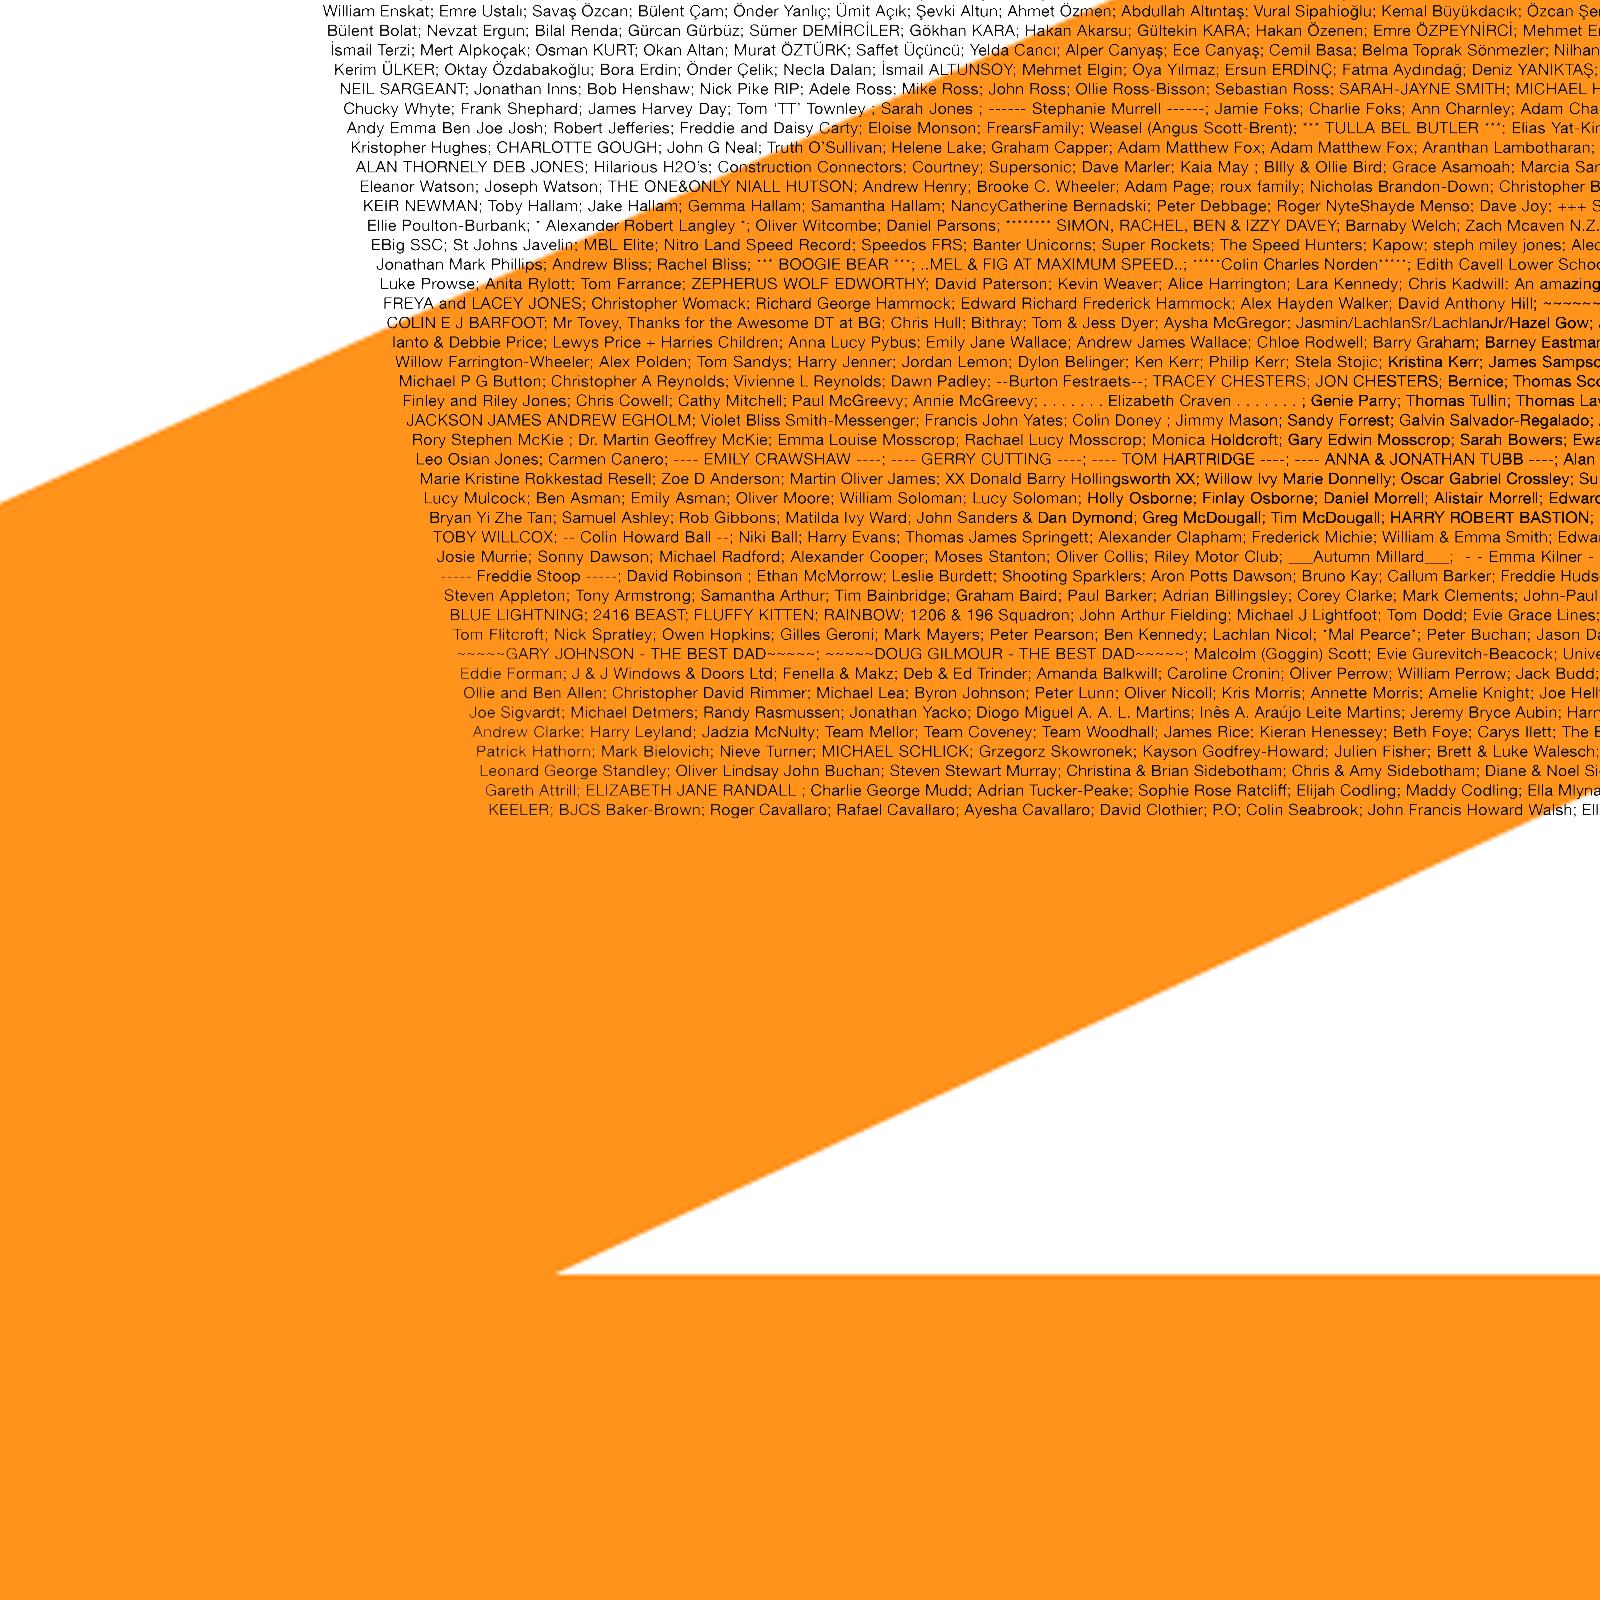 William Enskat; Emre Ustalı; Savaş Özcan; Bülent Çam; Önder Yanlıç; Ümit Açık; Şevki Altun; Ahmet Özmen; Abdullah Altıntaş; Vural Sipahioğlu; Kemal Büyükdacık; Özcan Şe
Bülent Bolat; Nevzat Ergun; Bilal Renda; Gürcan Gürbüz; Sümer DEMİRCİLER; Gökhan KARA; Hakan Akarsu; Gültekin KARA; Hakan Özenen; Emre ÖZPEYNİRCİ; Mehmet E
İsmail Terzi; Mert Alpkoçak; Osman KURT; Okan Altan; Murat ÖZTÜRK; Saffet Üçüncü; Yelda Cancı; Alper Canyaş; Ece Canyaş; Cemil Basa; Belma Toprak Sönmezler; Nilhan
Kerim ÜLKER; Oktay Özdabakoğlu; Bora Erdin; Önder Çelik; Necla Dalan; İsmail ALTUNSOY; Mehmet Elgin; Oya Yılmaz; Ersun ERDİNÇ; Fatma Aydındağ; Deniz YANIKTAŞ;
NEIL SARGEANT; Jonathan Inns; Bob Henshaw; Nick Pike RIP; Adele Ross; Mike Ross; John Ross; Ollie Ross-Bisson; Sebastian Ross; SARAH-JAYNE SMITH; MICHAEL H
Chucky Whyte; Frank Shephard; James Harvey Day; Tom 'TT' Townley ; Sarah Jones ; ------ Stephanie Murrell ------; Jamie Foks; Charlie Foks; Ann Charnley; Adam Cha
Andy Emma Ben Joe Josh; Robert Jefferies; Freddie and Daisy Carty; Eloise Monson; FrearsFamily; Weasel (Angus Scott-Brent); *** TULLA BEL BUTLER ***; Elias Yat-Kin
Kristopher Hughes; CHARLOTTE GOUGH; John G Neal; Truth O'Sullivan; Helene Lake; Graham Capper; Adam Matthew Fox; Adam Matthew Fox; Aranthan Lambotharan;
ALAN THORNELY DEB JONES; Hilarious H2O's; Construction Connectors; Courtney; Supersonic; Dave Marler; Kaia May ; BIlly & Ollie Bird; Grace Asamoah; Marcia San
Eleanor Watson; Joseph Watson; THE ONE&ONLY NIALL HUTSON; Andrew Henry; Brooke C. Wheeler; Adam Page; roux family; Nicholas Brandon-Down; Christopher B
KEIR NEWMAN; Toby Hallam; Jake Hallam; Gemma Hallam; Samantha Hallam; NancyCatherine Bernadski; Peter Debbage; Roger NyteShayde Menso; Dave Joy; +++ S
Ellie Poulton-Burbank; * Alexander Robert Langley *; Oliver Witcombe; Daniel Parsons; ******** SIMON, RACHEL, BEN & IZZY DAVEY; Barnaby Welch; Zach Mcaven N.Z.
EBig SSC; St Johns Javelin; MBL Elite; Nitro Land Speed Record; Speedos FRS; Banter Unicorns; Super Rockets; The Speed Hunters; Kapow; steph miley jones; Alec
Jonathan Mark Phillips; Andrew Bliss; Rachel Bliss; *** BOOGIE BEAR ***; ..MEL & FIG AT MAXIMUM SPEED..; *****Colin Charles Norden*****; Edith Cavell Lower Schoo
Luke Prowse; Anita Rylott; Tom Farrance; ZEPHERUS WOLF EDWORTHY; David Paterson; Kevin Weaver; Alice Harrington; Lara Kennedy; Chris Kadwill: An amazing
FREYA and LACEY JONES; Christopher Womack; Richard George Hammock; Edward Richard Frederick Hammock; Alex Hayden Walker; David Anthony Hill; ~~~~~~
COLIN E J BARFOOT; Mr Tovey, Thanks for the Awesome DT at BG; Chris Hull; Bithray; Tom & Jess Dyer; Aysha McGregor; Jasmin/LachlanSr/LachlanJr/Hazel Gow;
Ianto & Debbie Price; Lewys Price + Harries Children; Anna Lucy Pybus; Emily Jane Wallace; Andrew James Wallace; Chloe Rodwell; Barry Graham; Barney Eastman
Willow Farrington-Wheeler; Alex Polden; Tom Sandys; Harry Jenner; Jordan Lemon; Dylon Belinger; Ken Kerr; Philip Kerr; Stela Stojic; Kristina Kerr; James Sampso
Michael P G Button; Christopher A Reynolds; Vivienne L Reynolds; Dawn Padley; --Burton Festraets--; TRACEY CHESTERS; JON CHESTERS; Bernice; Thomas Sco
Finley and Riley Jones; Chris Cowell; Cathy Mitchell; Paul McGreevy; Annie McGreevy; . . . . . . . Elizabeth Craven . . . . . . . ; Genie Parry; Thomas Tullin; Thomas Lav
JACKSON JAMES ANDREW EGHOLM; Violet Bliss Smith-Messenger; Francis John Yates; Colin Doney ; Jimmy Mason; Sandy Forrest; Galvin Salvador-Regalado;
Rory Stephen McKie ; Dr. Martin Geoffrey McKie; Emma Louise Mosscrop; Rachael Lucy Mosscrop; Monica Holdcroft; Gary Edwin Mosscrop; Sarah Bowers; Ewa
Leo Osian Jones; Carmen Canero; ---- EMILY CRAWSHAW ----; ---- GERRY CUTTING ----; ---- TOM HARTRIDGE ----; ---- ANNA & JONATHAN TUBB ----; Alan
Marie Kristine Rokkestad Resell; Zoe D Anderson; Martin Oliver James; XX Donald Barry Hollingsworth XX; Willow Ivy Marie Donnelly; Oscar Gabriel Crossley; Su
Lucy Mulcock; Ben Asman; Emily Asman; Oliver Moore; William Soloman; Lucy Soloman; Holly Osborne; Finlay Osborne; Daniel Morrell; Alistair Morrell; Edward
Bryan Yi Zhe Tan; Samuel Ashley; Rob Gibbons; Matilda Ivy Ward; John Sanders & Dan Dymond; Greg McDougall; Tim McDougall; HARRY ROBERT BASTION;
TOBY WILLCOX; -- Colin Howard Ball --; Niki Ball; Harry Evans; Thomas James Springett; Alexander Clapham; Frederick Michie; William & Emma Smith; Edwa
Josie Murrie; Sonny Dawson; Michael Radford; Alexander Cooper; Moses Stanton; Oliver Collis; Riley Motor Club; ___Autumn Millard___; - - Emma Kilner -
----- Freddie Stoop -----; David Robinson ; Ethan McMorrow; Leslie Burdett; Shooting Sparklers; Aron Potts Dawson; Bruno Kay; Callum Barker; Freddie Huds
Steven Appleton; Tony Armstrong; Samantha Arthur; Tim Bainbridge; Graham Baird; Paul Barker; Adrian Billingsley; Corey Clarke; Mark Clements; John-Paul
BLUE LIGHTNING; 2416 BEAST; FLUFFY KITTEN; RAINBOW; 1206 & 196 Squadron; John Arthur Fielding; Michael J Lightfoot; Tom Dodd; Evie Grace Lines;
Tom Flitcroft; Nick Spratley; Owen Hopkins; Gilles Geroni; Mark Mayers; Peter Pearson; Ben Kennedy; Lachlan Nicol; *Mal Pearce*; Peter Buchan; Jason Da
~~~~~GARY JOHNSON - THE BEST DAD~~~~~; ~~~~~DOUG GILMOUR - THE BEST DAD~~~~~; Malcolm (Goggin) Scott; Evie Gurevitch-Beacock; Unive
Eddie Forman; J & J Windows & Doors Ltd; Fenella & Makz; Deb & Ed Trinder; Amanda Balkwill; Caroline Cronin; Oliver Perrow; William Perrow; Jack Budd;
Ollie and Ben Allen; Christopher David Rimmer; Michael Lea; Byron Johnson; Peter Lunn; Oliver Nicoll; Kris Morris; Annette Morris; Amelie Knight; Joe Hell
Joe Sigvardt; Michael Detmers; Randy Rasmussen; Jonathan Yacko; Diogo Miguel A. A. L. Martins; Inês A. Araújo Leite Martins; Jeremy Bryce Aubin; Harr
Andrew Clarke; Harry Leyland; Jadzia McNulty; Team Mellor; Team Coveney; Team Woodhall; James Rice; Kieran Henessey; Beth Foye; Carys Ilett; The B
Patrick Hathorn; Mark Bielovich; Nieve Turner; MICHAEL SCHLICK; Grzegorz Skowronek; Kayson Godfrey-Howard; Julien Fisher; Brett & Luke Walesch;
Leonard George Standley; Oliver Lindsay John Buchan; Steven Stewart Murray; Christina & Brian Sidebotham; Chris & Amy Sidebotham; Diane & Noel Si
Gareth Attrill; ELIZABETH JANE RANDALL ; Charlie George Mudd; Adrian Tucker-Peake; Sophie Rose Ratcliff; Elijah Codling; Maddy Codling; Ella Mlyna
KEELER; BJCS Baker-Brown; Roger Cavallaro; Rafael Cavallaro; Ayesha Cavallaro; David Clothier; P.O; Colin Seabrook; John Francis Howard Walsh; Ell